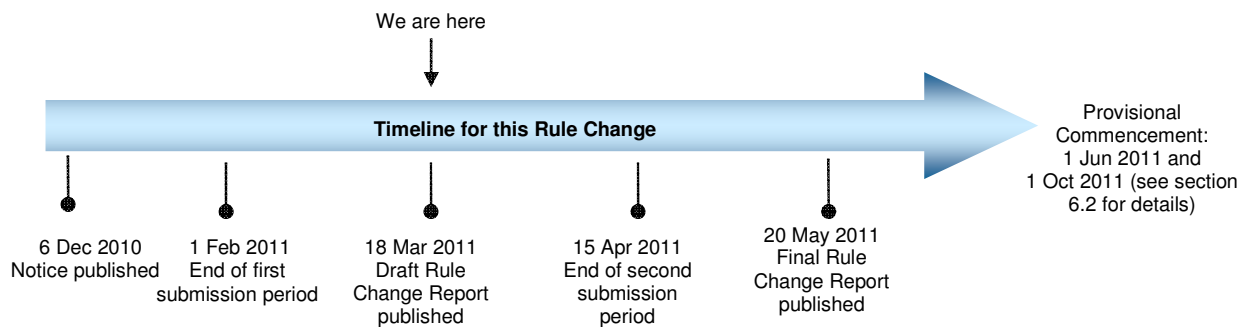 We are here
Timeline for this Rule Change
Provisional
Commencement:
1 Jun 2011 and
1 Oct 2011 (see section
6.2 for details)
6 Dec 2010
Notice published
1 Feb 2011
End of first
submission period
18 Mar 2011
Draft Rule
Change Report
published
15 Apr 2011
End of second
submission
period
20 May 2011
Final Rule
Change Report
published